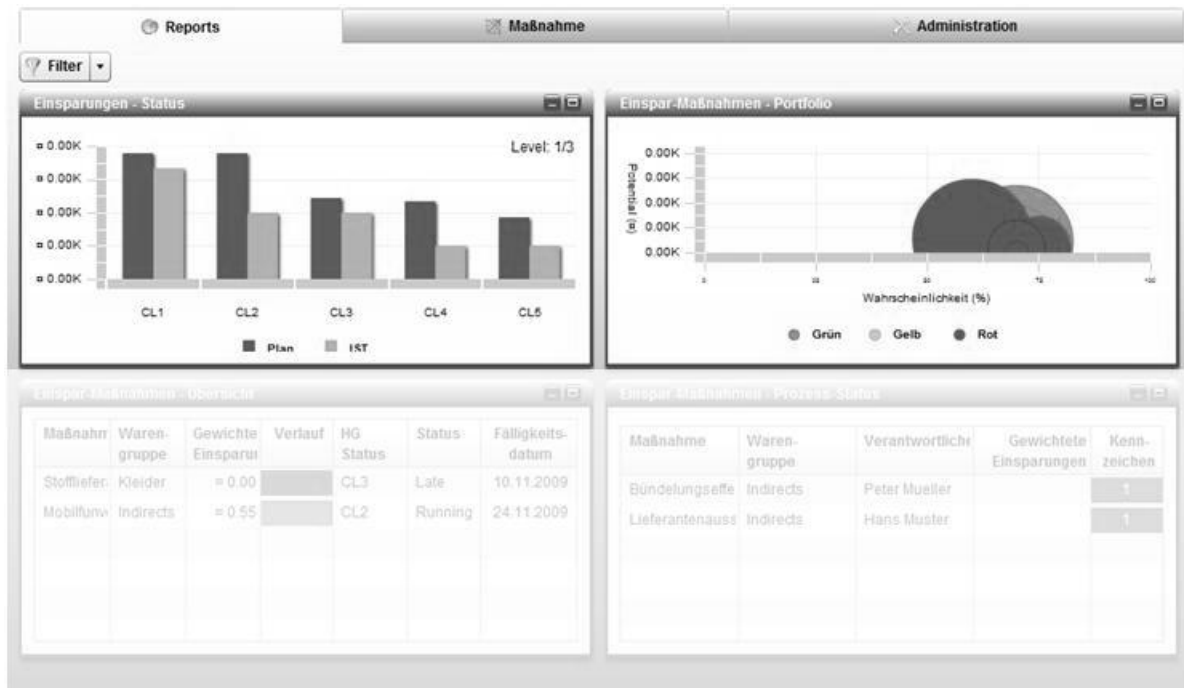 Reports
Maßnahme
Administration
Filter
Einsparungen - Status
¤ 0.00K
¤ 0.00K
¤ 0.00K
¤ 0.00K
¤ 0.00K
Level: 1/3
CL1 CL2 CL3 CL4 CL5
Plan IST
Einspar-Maßnahmen - Portfolio
Potential (¤)
0.00K
0.00K
0.00K
0.00K
0.00K
75
Wahrscheinlichkeit (%)
Grün Gelb Rot
Einspar-Maßnahmen - Übersicht
Maßnahm Waren- Gewichte Verlauf HG Status Fälligkeits-
gruppe Einsparun Status datum
Stoffliefer Kleider ¤ 0.00 CL3 Late 10.11.2009
Mobilfunv Indirects ¤ 0.55 CL2 Running 24.11.2009
Einspar-Maßnahmen - Prozess-Status
Maßnahme Waren- Verantwortliche Gewichtete Kenn-
gruppe Einsparungen zeichen
Bündelungseffe Indirects Peter Mueller 1
Lieferantenauss Indirects Hans Muster 1